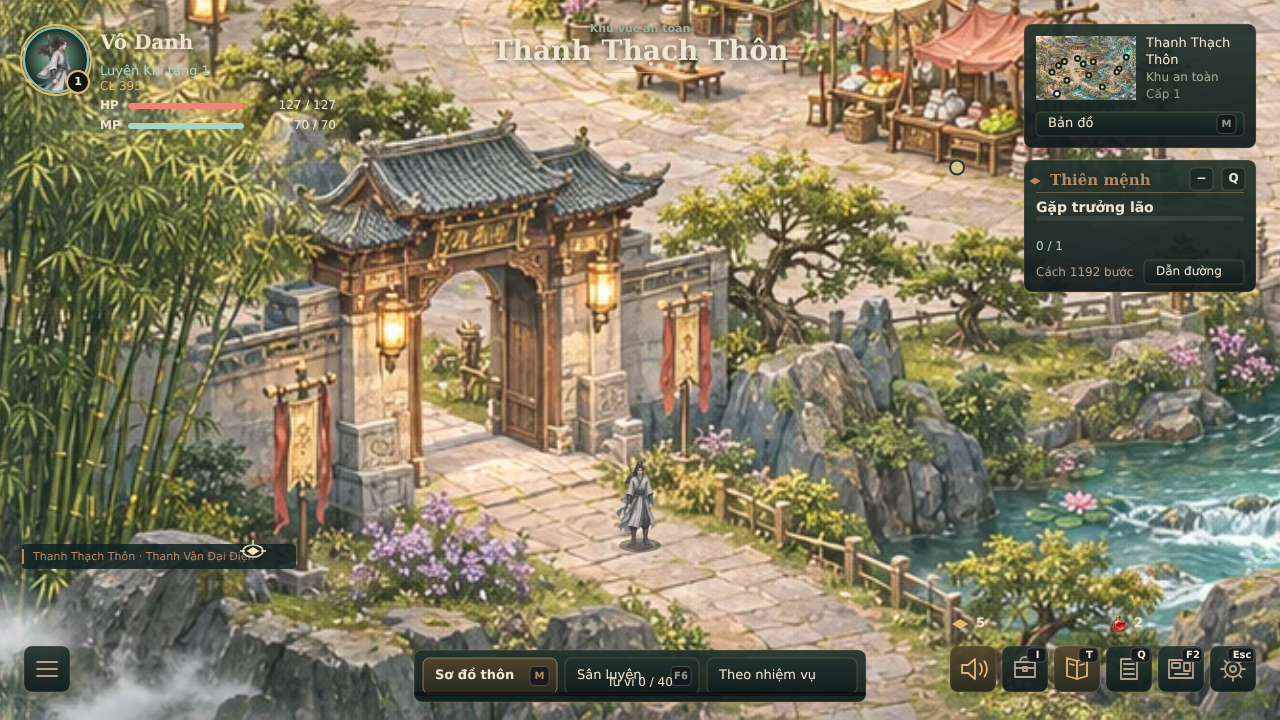 Vô Danh
Luyện Khí tầng 1
CL 395
1
HP 127 / 127
MP 70 / 70
Khu vực an toàn
Thanh Thạch Thôn
Thanh Thạch
Thôn
Khu an toàn
Cấp 1
Bản đồ M
Thiên mệnh – Q
Gặp trưởng lão
0 / 1
Cách 1192 bước Dẫn đường
Thanh Thạch Thôn · Thanh Vân Đại Điện
5
2
Sơ đồ thôn M
Sân luyện F6
Theo nhiệm vụ
Tu vi 0 / 40
I
T
Q
F2
Esc